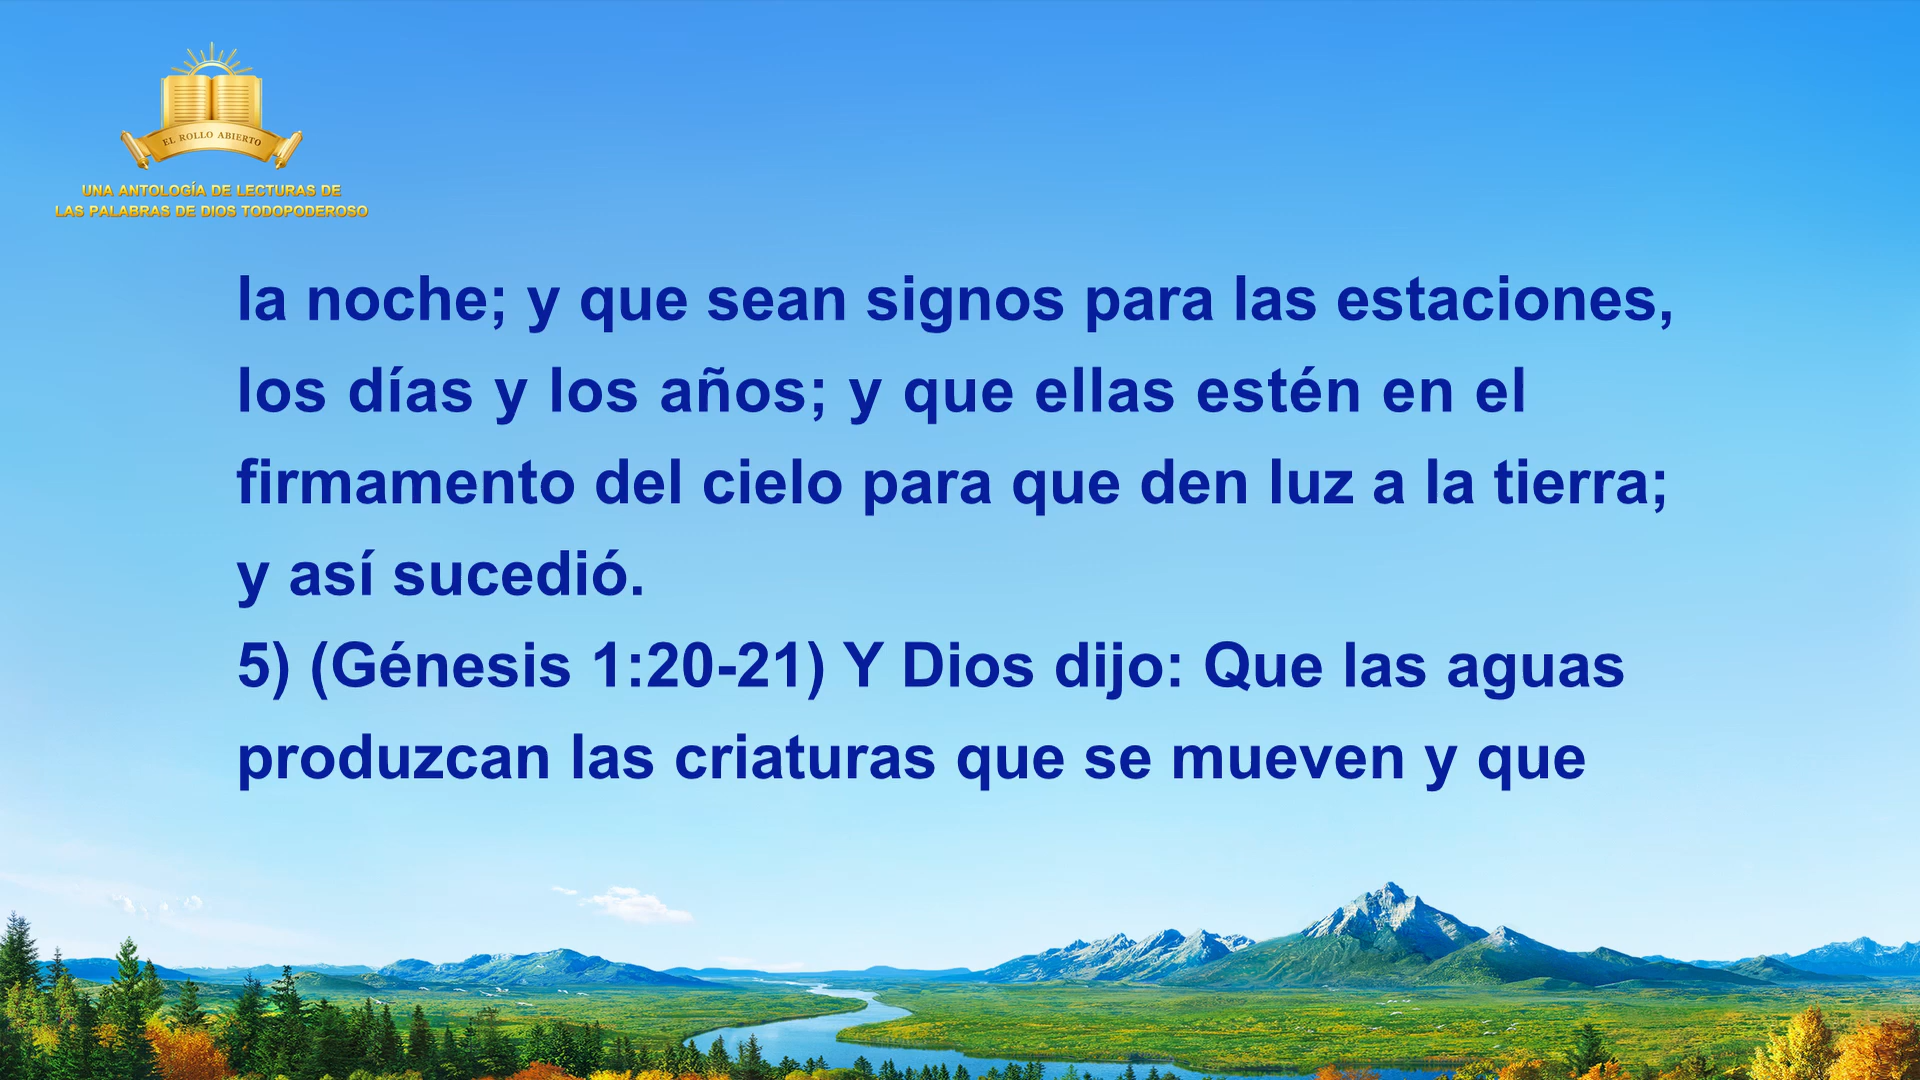 EL ROLLO ABIERTO
UNA ANTOLOGÍA DE LECTURAS DE
LAS PALABRAS DE DIOS TODOPODEROSO
la noche; y que sean signos para las estaciones,
los días y los años; y que ellas estén en el
firmamento del cielo para que den luz a la tierra;
y así sucedió.
5) (Génesis 1:20-21) Y Dios dijo: Que las aguas
produzcan las criaturas que se mueven y que